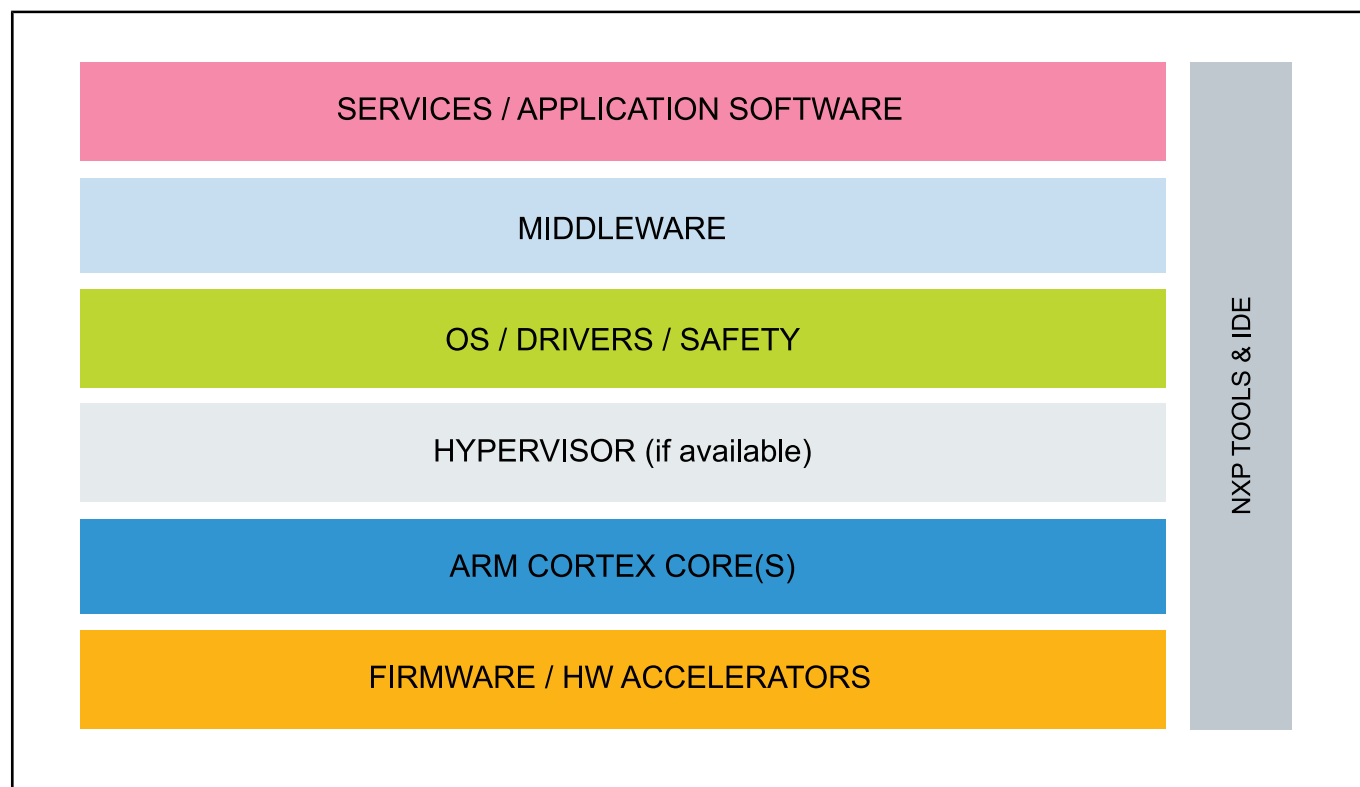 SERVICES / APPLICATION SOFTWARE
MIDDLEWARE
OS / DRIVERS / SAFETY
HYPERVISOR (if available)
ARM CORTEX CORE(S)
FIRMWARE / HW ACCELERATORS
NXP TOOLS & IDE